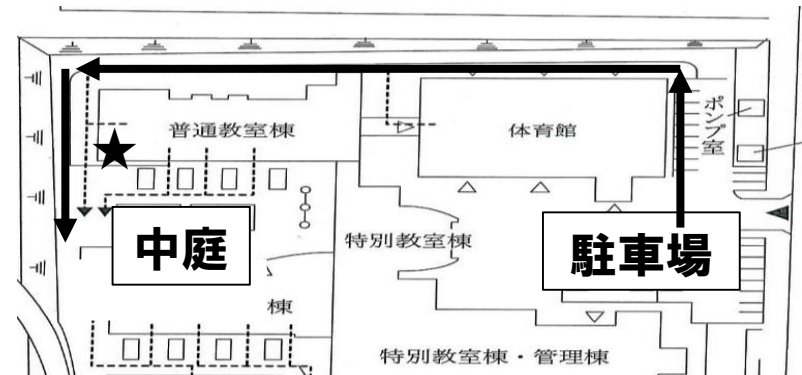 普通教室棟
体育館
ポンプ室
中庭
特別教室棟
駐車場
棟
特別教室棟・管理棟